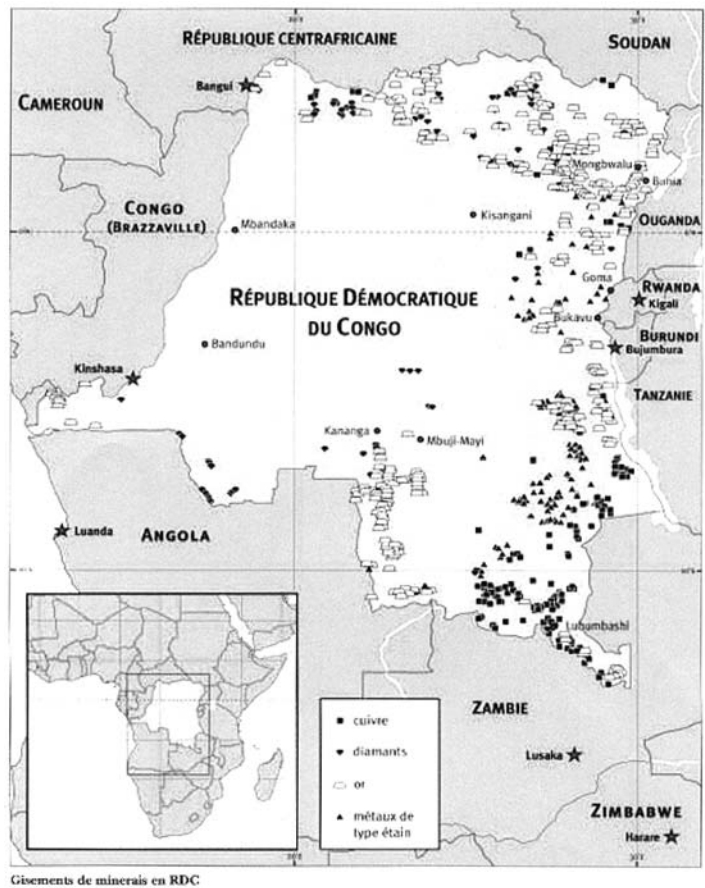 RÉPUBLIQUE CENTRAFRICAINE
SOUDAN
Bangui
CAMEROUN
Mongbwalu
Bahia
CONGO
(BRAZZAVILLE)
Mbandaka
Kisangani
OUGANDA
Goma
RWANDA
Kigali
RÉPUBLIQUE DÉMOCRATIQUE
DU CONGO
Bukavu
BURUNDI
Bujumbura
Bandundu
Kinshasa
TANZANIE
Kananga
Mbuji-Mayi
Luanda
ANGOLA
Lubumbashi
ZAMBIE
cuivre
diamants
or
métaux de
type étain
Lusaka
ZIMBABWE
Harare
Gisements de minerais en RDC